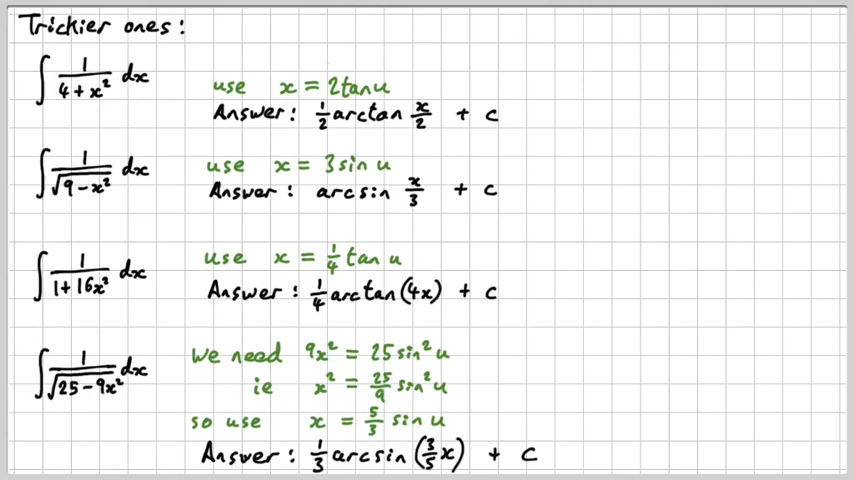 Trickier ones:
∫ 1/(4 + x²) dx use x = 2tan u
Answer: 1/2 arctan x/2 + c
∫ 1/√(9 - x²) dx use x = 3 sin u
Answer: arcsin x/3 + c
∫ 1/(1 + 16x²) dx use x = 1/4 tan u
Answer: 1/4 arctan (4x) + c
∫ 1/√(25 - 9x²) dx We need 9x² = 25 sin² u
ie x² = 25/9 sin² u
so use x = 5/3 sin u
Answer: 1/3 arcsin (3/5 x) + c